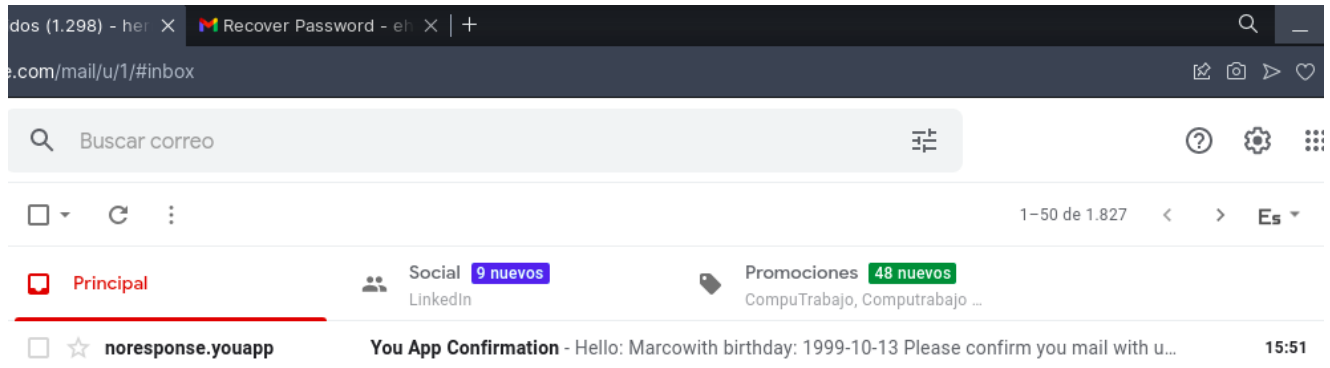 dos (1.298) - her Recover Password - eh
e.com/mail/u/1/#inbox
Buscar correo
1–50 de 1.827 Es
Principal
Social 9 nuevos
LinkedIn
Promociones 48 nuevos
CompuTrabajo, Computrabajo ...
noresponse.youapp You App Confirmation - Hello: Marcowith birthday: 1999-10-13 Please confirm you mail with u... 15:51